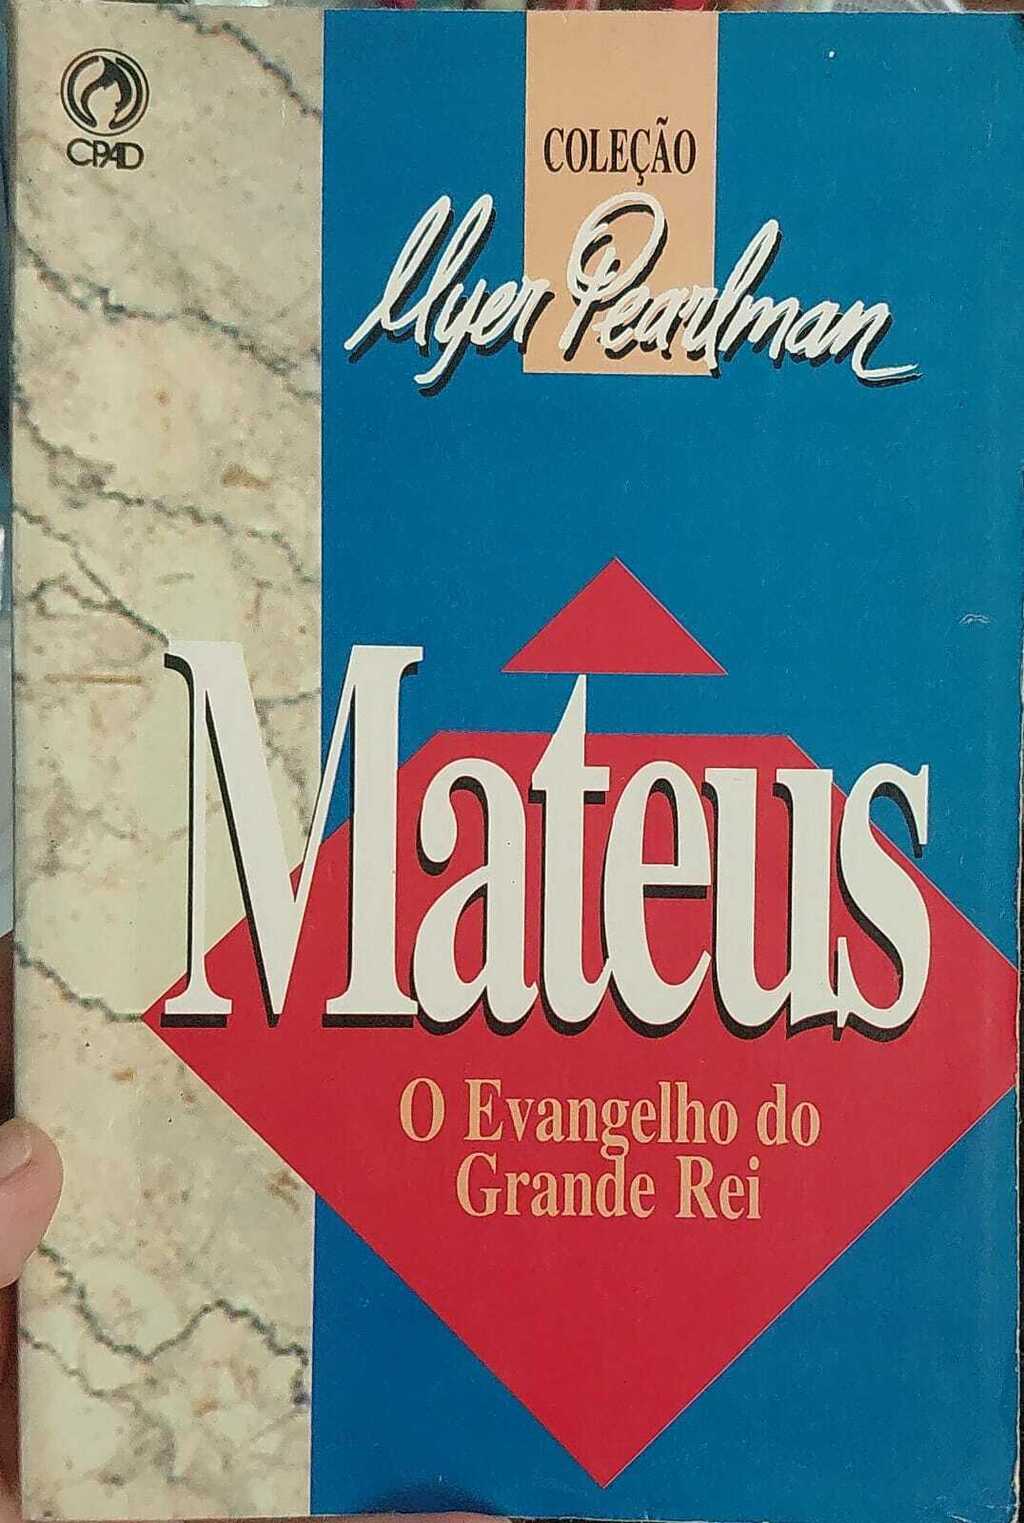 CPAD
COLEÇÃO
Myer Pearlman
Mateus
O Evangelho do
Grande Rei